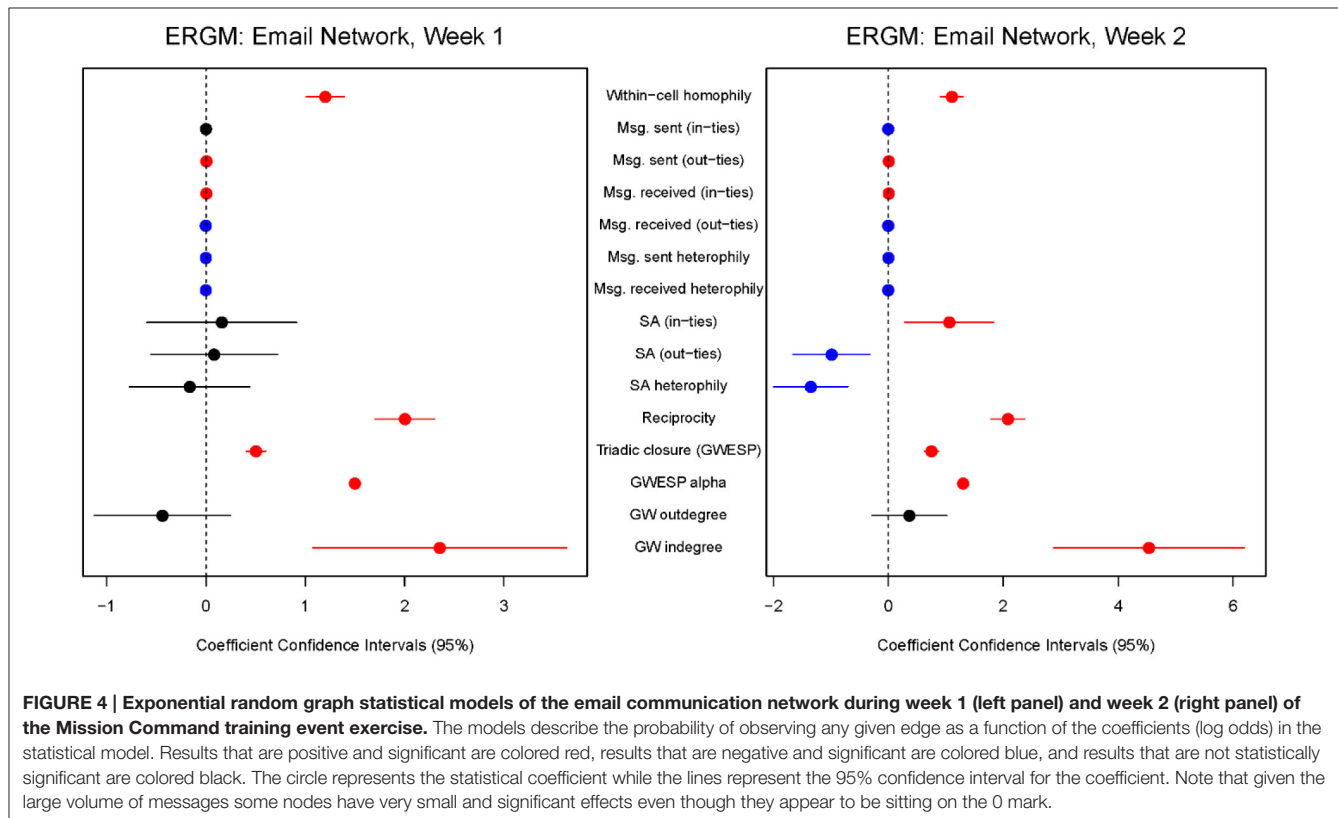 ERGM: Email Network, Week 1
ERGM: Email Network, Week 2
Within-cell homophily
Msg. sent (in-ties)
Msg. sent (out-ties)
Msg. received (in-ties)
Msg. received (out-ties)
Msg. sent heterophily
Msg. received heterophily
SA (in-ties)
SA (out-ties)
SA heterophily
Reciprocity
Triadic closure (GWESP)
GWESP alpha
GW outdegree
GW indegree
−1 0 1 2 3
−2 0 2 4 6
Coefficient Confidence Intervals (95%)
Coefficient Confidence Intervals (95%)
FIGURE 4 | Exponential random graph statistical models of the email communication network during week 1 (left panel) and week 2 (right panel) of
the Mission Command training event exercise. The models describe the probability of observing any given edge as a function of the coefficients (log odds) in the
statistical model. Results that are positive and significant are colored red, results that are negative and significant are colored blue, and results that are not statistically
significant are colored black. The circle represents the statistical coefficient while the lines represent the 95% confidence interval for the coefficient. Note that given the
large volume of messages some nodes have very small and significant effects even though they appear to be sitting on the 0 mark.